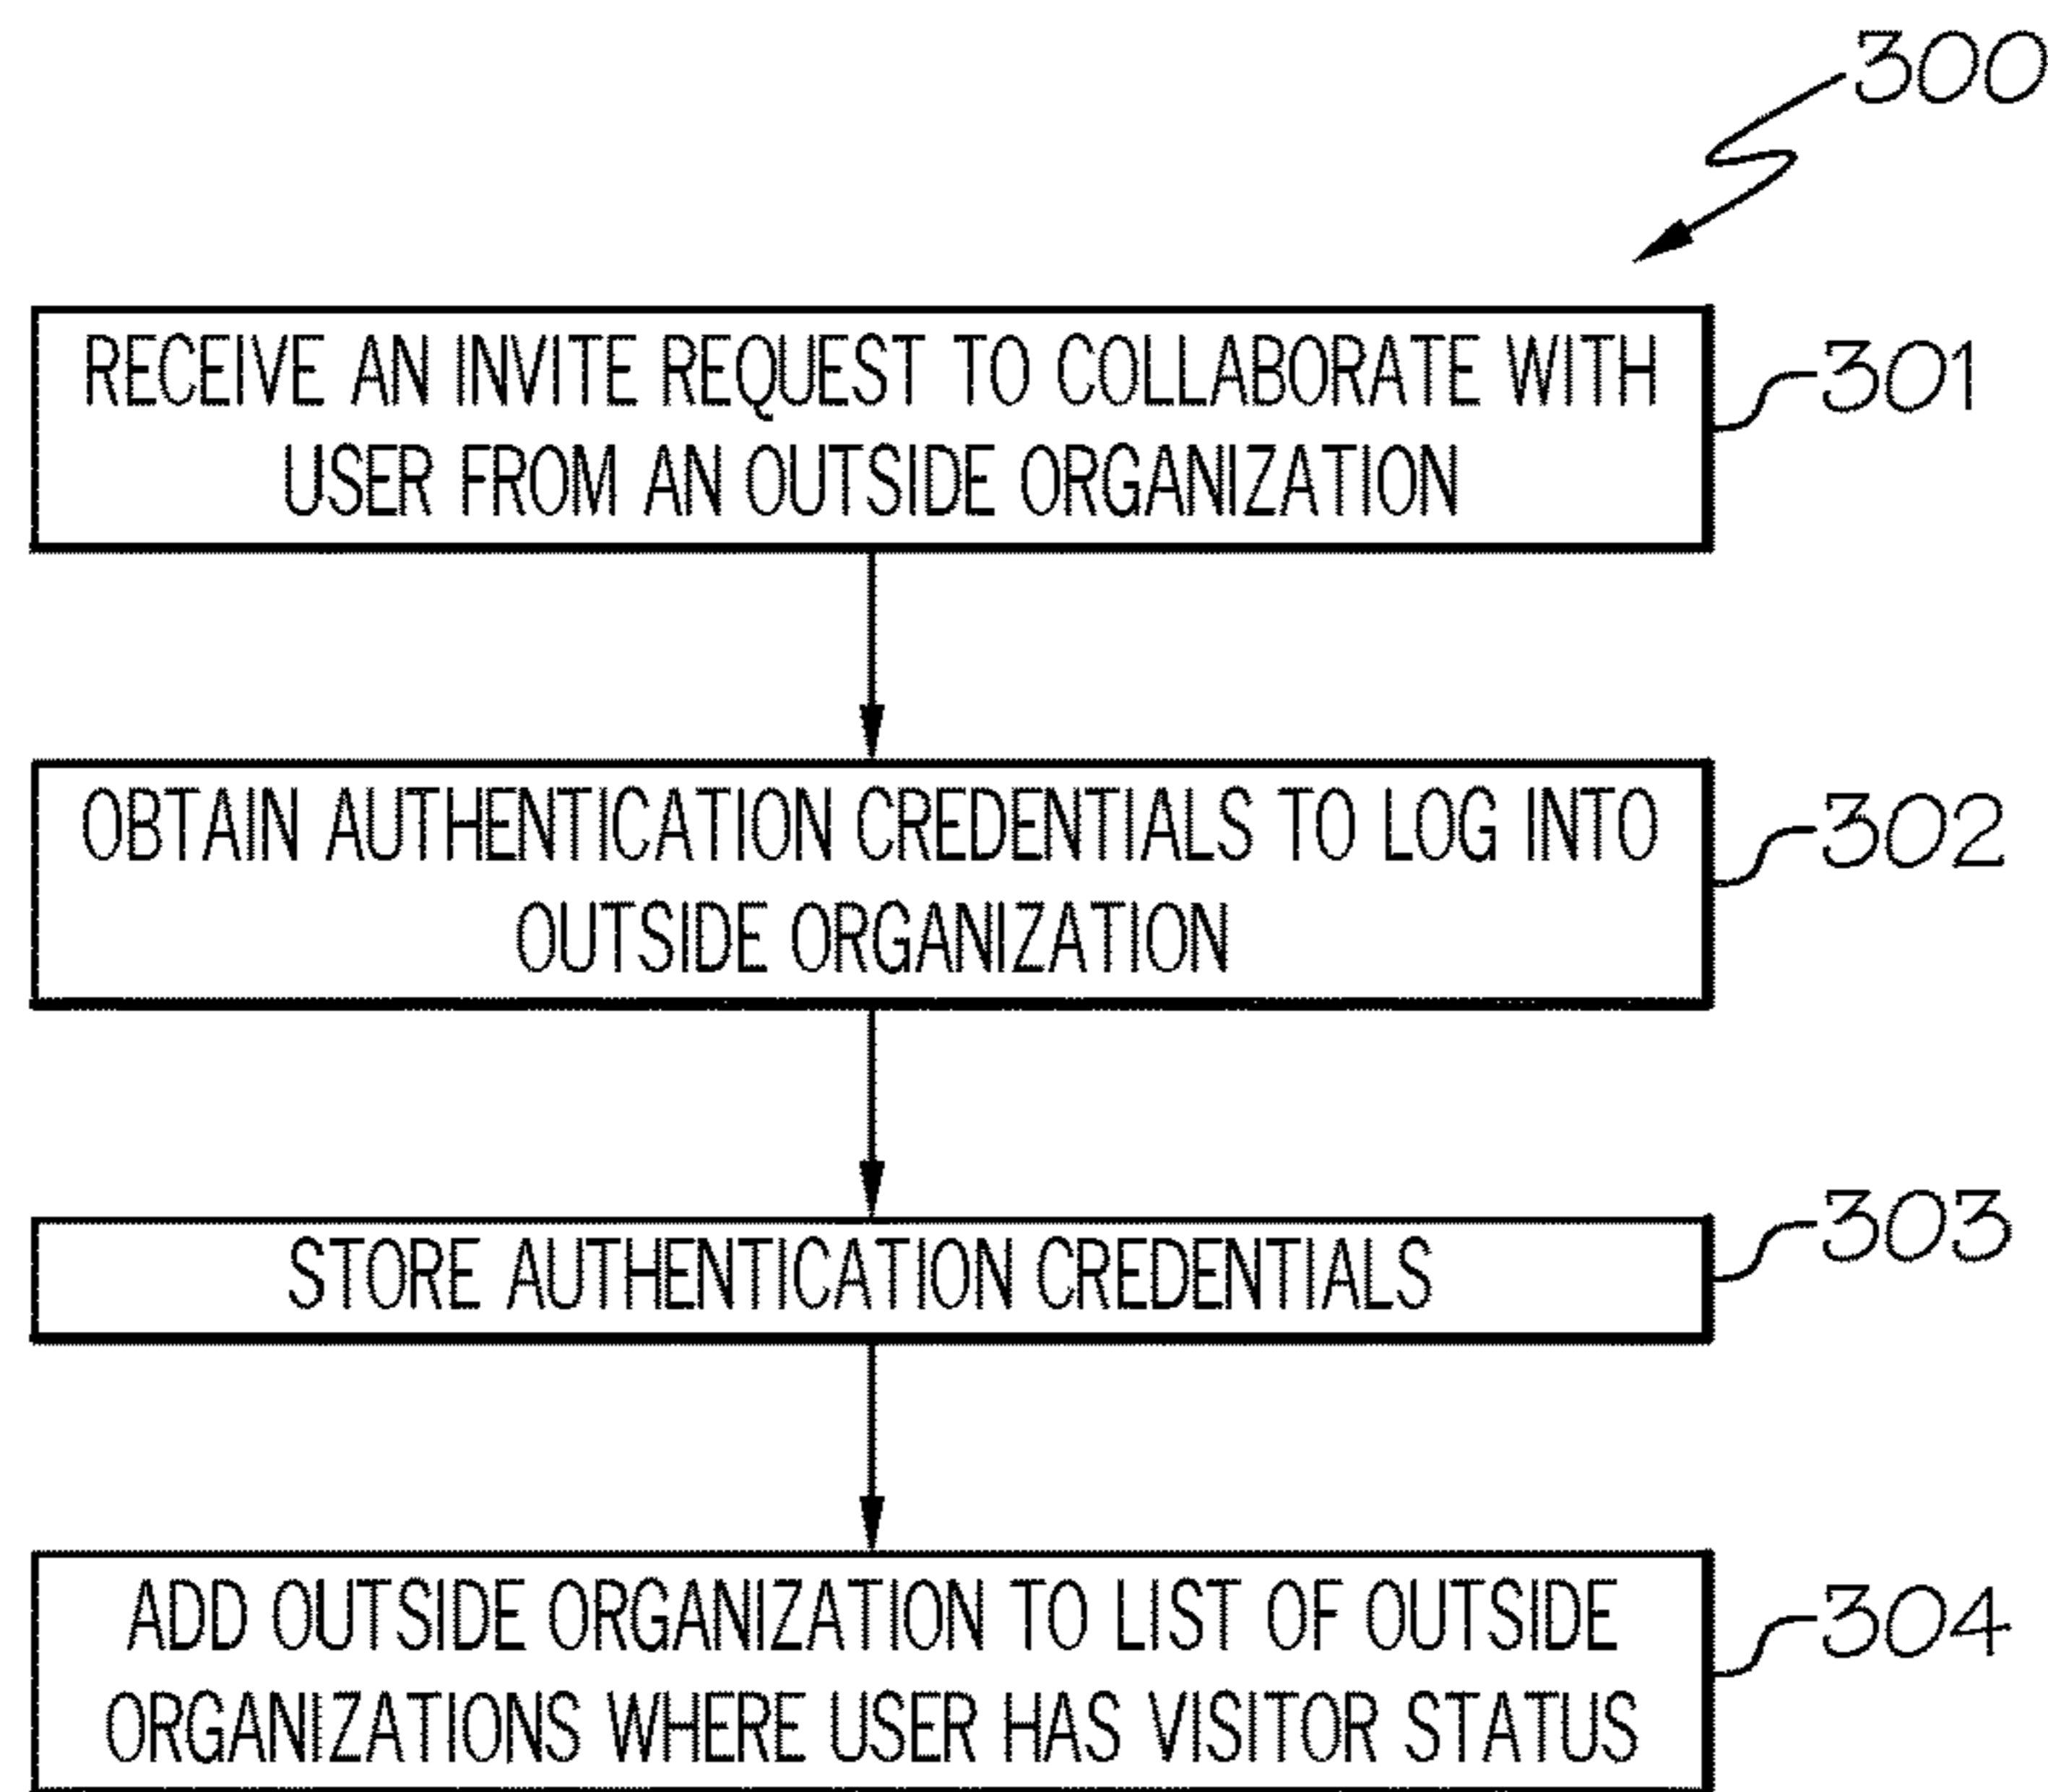 300
RECEIVE AN INVITE REQUEST TO COLLABORATE WITH
USER FROM AN OUTSIDE ORGANIZATION
301
OBTAIN AUTHENTICATION CREDENTIALS TO LOG INTO
OUTSIDE ORGANIZATION
302
STORE AUTHENTICATION CREDENTIALS
303
ADD OUTSIDE ORGANIZATION TO LIST OF OUTSIDE
ORGANIZATIONS WHERE USER HAS VISITOR STATUS
304